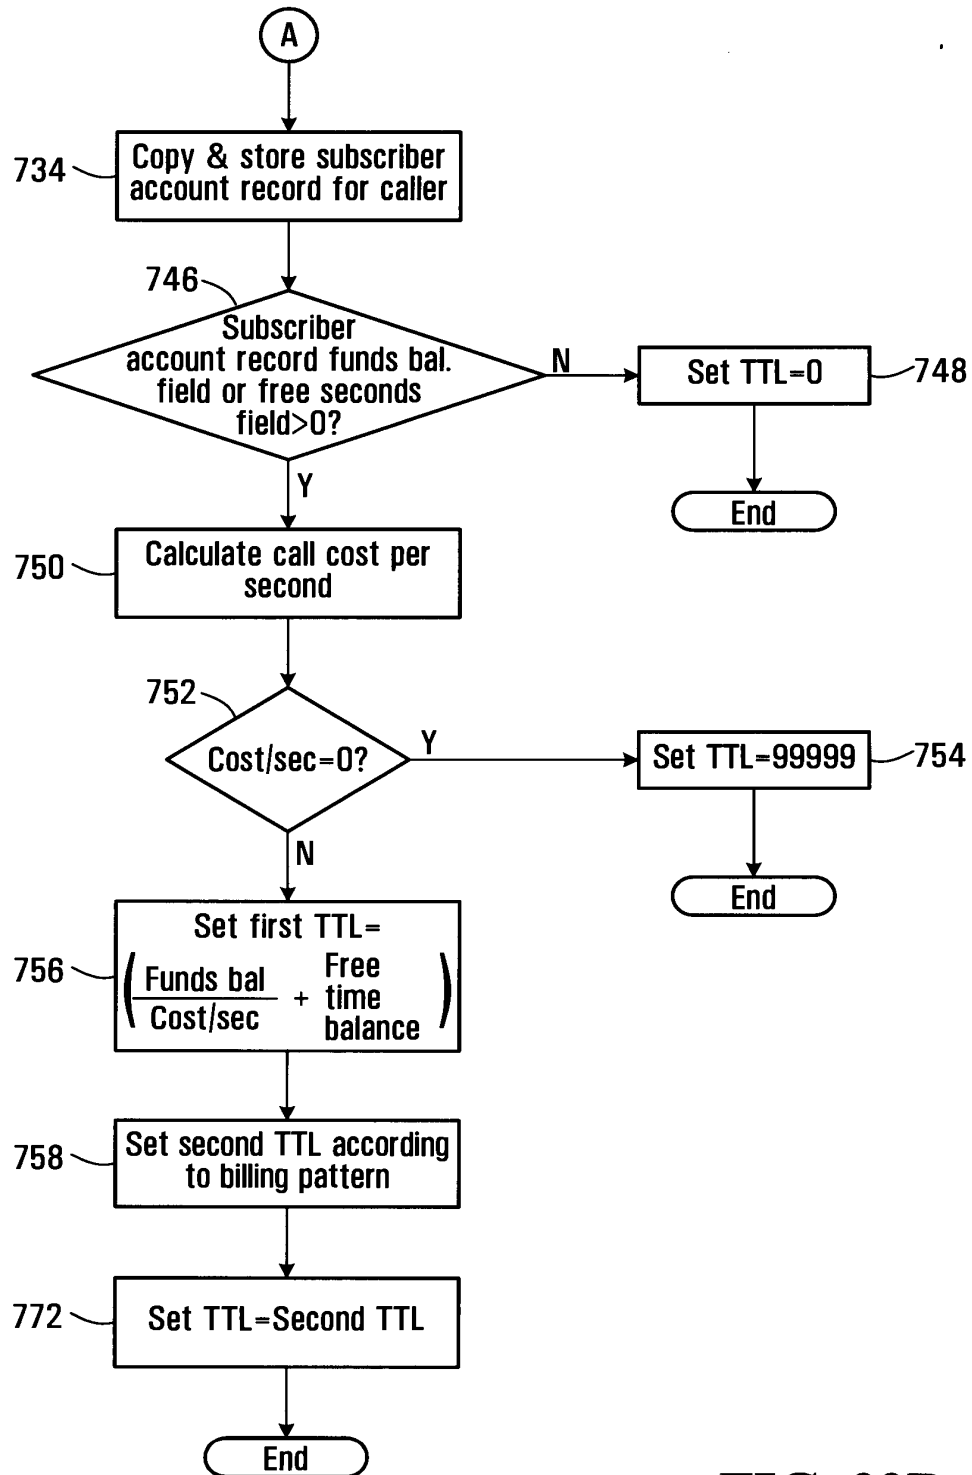 A
734
Copy & store subscriber
account record for caller
746
Subscriber
account record funds bal.
field or free seconds
field>0?
N
Set TTL=0
748
End
Y
750
Calculate call cost per
second
752
Cost/sec=0?
Y
Set TTL=99999
754
End
N
756
Set first TTL=
( Funds bal
Cost/sec
+
Free
time
balance )
758
Set second TTL according
to billing pattern
772
Set TTL=Second TTL
End